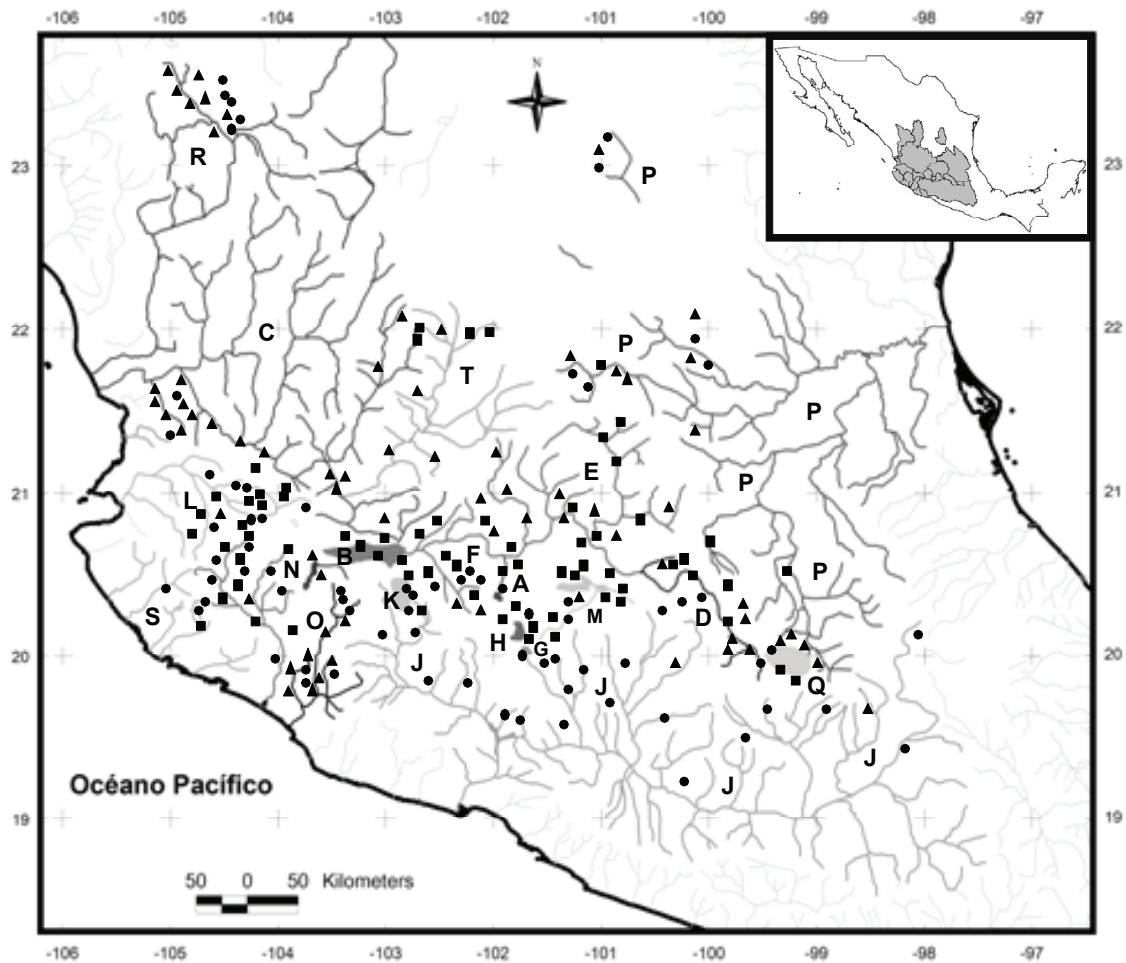 -106 -105 -104 -103 -102 -101 -100 -99 -98 -97
N
R
23 P 23
22 C P 22
T
P
E P
21 L 21
B F P
N A
S K M D
O H G
20 J J Q 20
J
J
Océano Pacífico
19 19
50 0 50 Kilometers
-106 -105 -104 -103 -102 -101 -100 -99 -98 -97